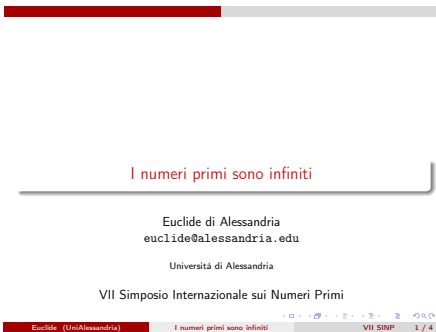 I numeri primi sono infiniti
Euclide di Alessandria
euclide@alessandria.edu
Universitá di Alessandria
VII Simposio Internazionale sui Numeri Primi
Euclide (UniAlessandria) I numeri primi sono infiniti VII SINP 1 / 4